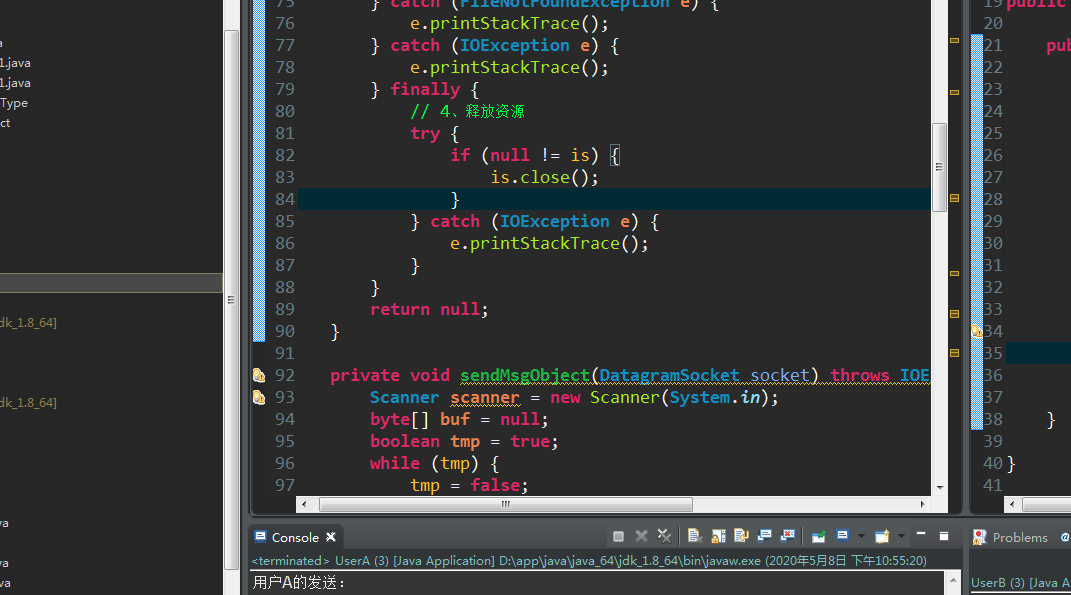 a
1.java
1.java
Type
ct
dk_1.8_64]
dk_1.8_64]
va
va
va
75 } catch (FileNotFoundException e) {
76 e.printStackTrace();
77 } catch (IOException e) {
78 e.printStackTrace();
79 } finally {
80 // 4、释放资源
81 try {
82 if (null != is) {
83 is.close();
84 }
85 } catch (IOException e) {
86 e.printStackTrace();
87 }
88 }
89 return null;
90 }
91
92 private void sendMsgObject(DatagramSocket socket) throws IOE
93 Scanner scanner = new Scanner(System.in);
94 byte[] buf = null;
95 boolean tmp = true;
96 while (tmp) {
97 tmp = false;
19 public
20
21 pub
22
23
24
25
26
27
28
29
30
31
32
33
34
35
36
37
38 }
39
40 }
41
Console
<terminated> UserA (3) [Java Application] D:\app\java\java_64\jdk_1.8_64\bin\javaw.exe (2020年5月8日 下午10:55:20)
用户A的发送：
Problems @
UserB (3) [Java A